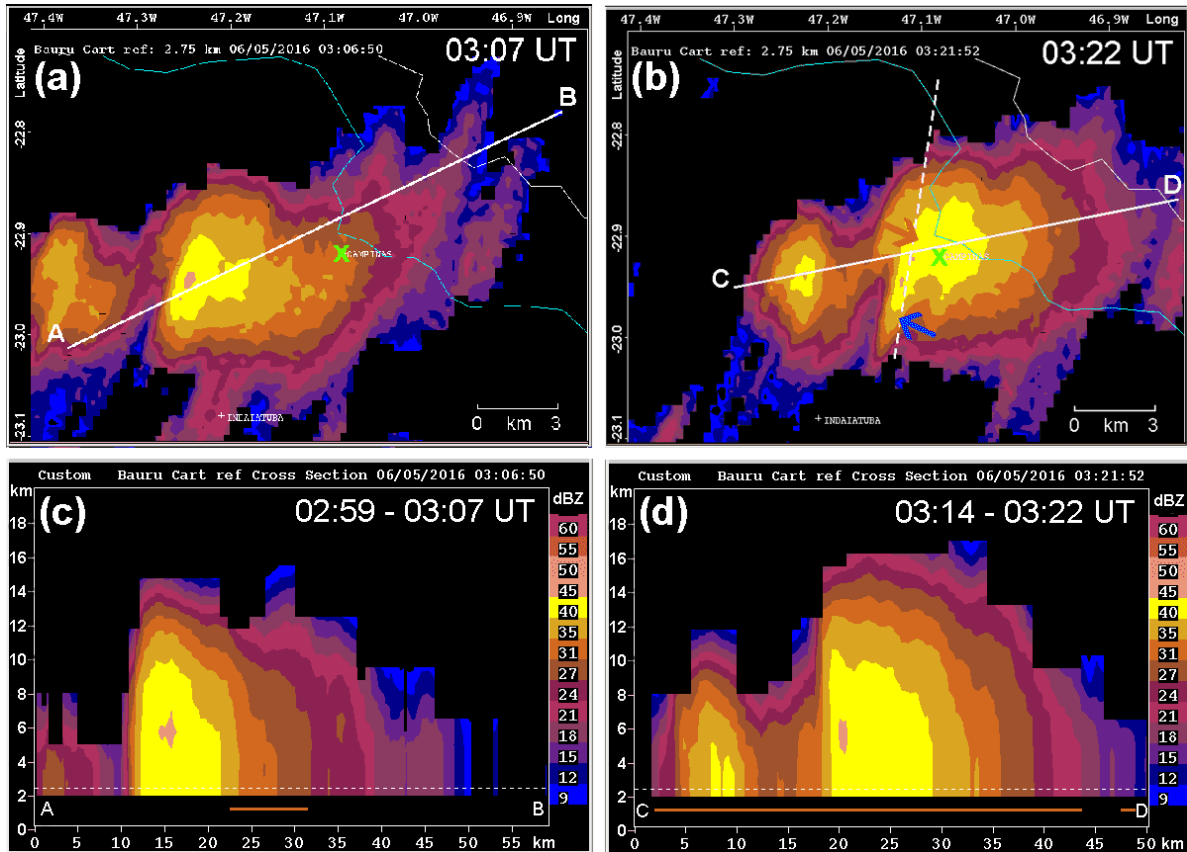 47.4W 47.3W 47.2W 47.1W 47.0W 46.9W Long
Bauru Cart ref: 2.75 km 06/05/2016 03:06:50
03:07 UT
(a)
Latitude
-22.8
-22.9
-23.0
-23.1
B
A
X CAMPINAS
+ INDAIATUBA
0 km 3
47.3W 47.2W 47.1W 47.0W 46.9W Long
Bauru Cart ref: 2.75 km 06/05/2016 03:21:52
03:22 UT
(b)
Latitude
-22.8
-22.9
-23.0
-23.1
D
C
X CAMPINAS
+ INDAIATUBA
0 km 3
Custom Bauru Cart ref Cross Section 06/05/2016 03:06:50
km
(c)
02:59 - 03:07 UT
dBZ
18
16
14
12
10
8
6
4
2
0
60
55
50
45
40
35
31
27
24
21
18
15
12
9
A B
0 5 10 15 20 25 30 35 40 45 50 55 km
Custom Bauru Cart ref Cross Section 06/05/2016 03:21:52
km
(d)
03:14 - 03:22 UT
dBZ
18
16
14
12
10
8
6
4
2
0
60
55
50
45
40
35
31
27
24
21
18
15
12
9
C D
0 5 10 15 20 25 30 35 40 45 50 km